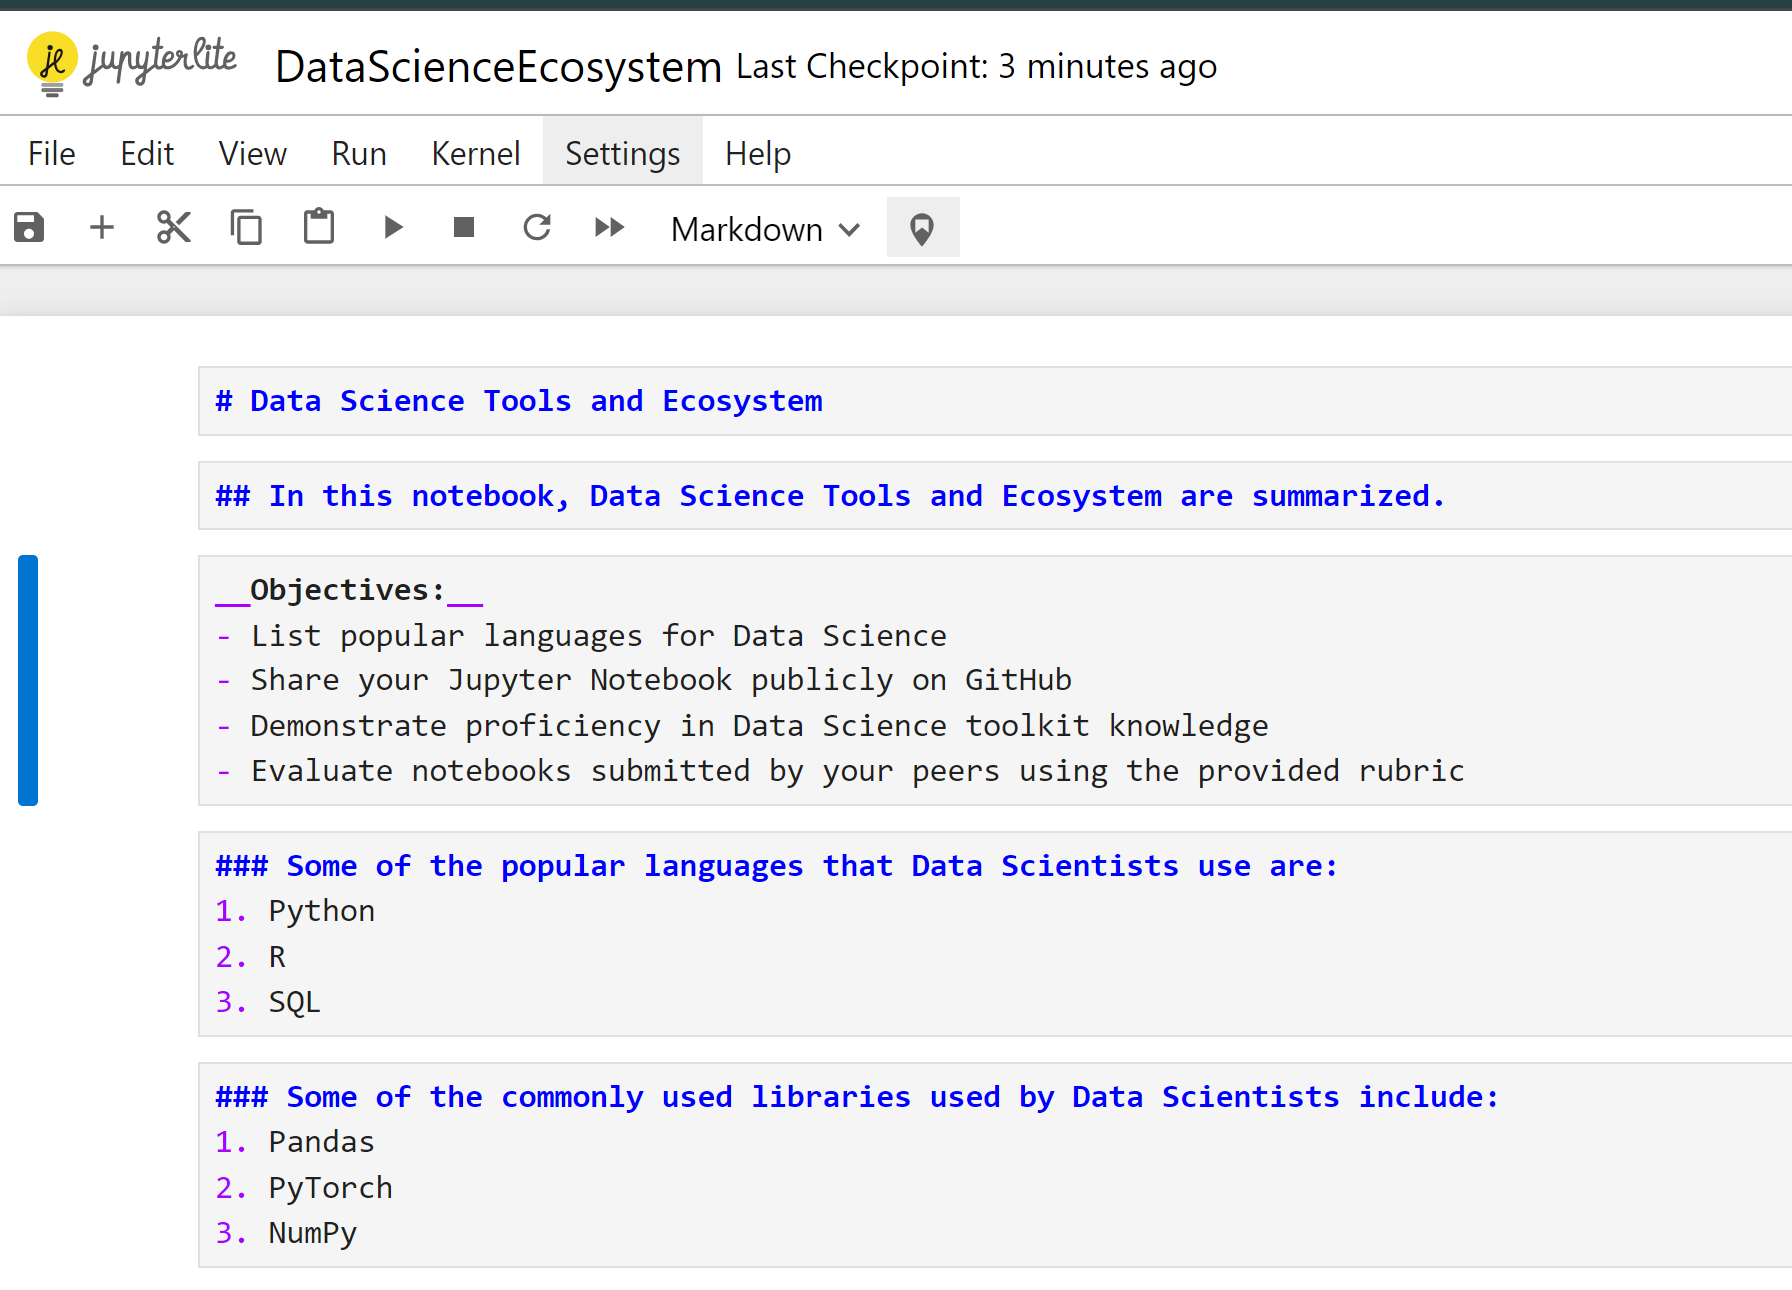 jupyterlite DataScienceEcosystem Last Checkpoint: 3 minutes ago
File Edit View Run Kernel Settings Help
Markdown
# Data Science Tools and Ecosystem
## In this notebook, Data Science Tools and Ecosystem are summarized.
__Objectives:__
- List popular languages for Data Science
- Share your Jupyter Notebook publicly on GitHub
- Demonstrate proficiency in Data Science toolkit knowledge
- Evaluate notebooks submitted by your peers using the provided rubric
### Some of the popular languages that Data Scientists use are:
1. Python
2. R
3. SQL
### Some of the commonly used libraries used by Data Scientists include:
1. Pandas
2. PyTorch
3. NumPy